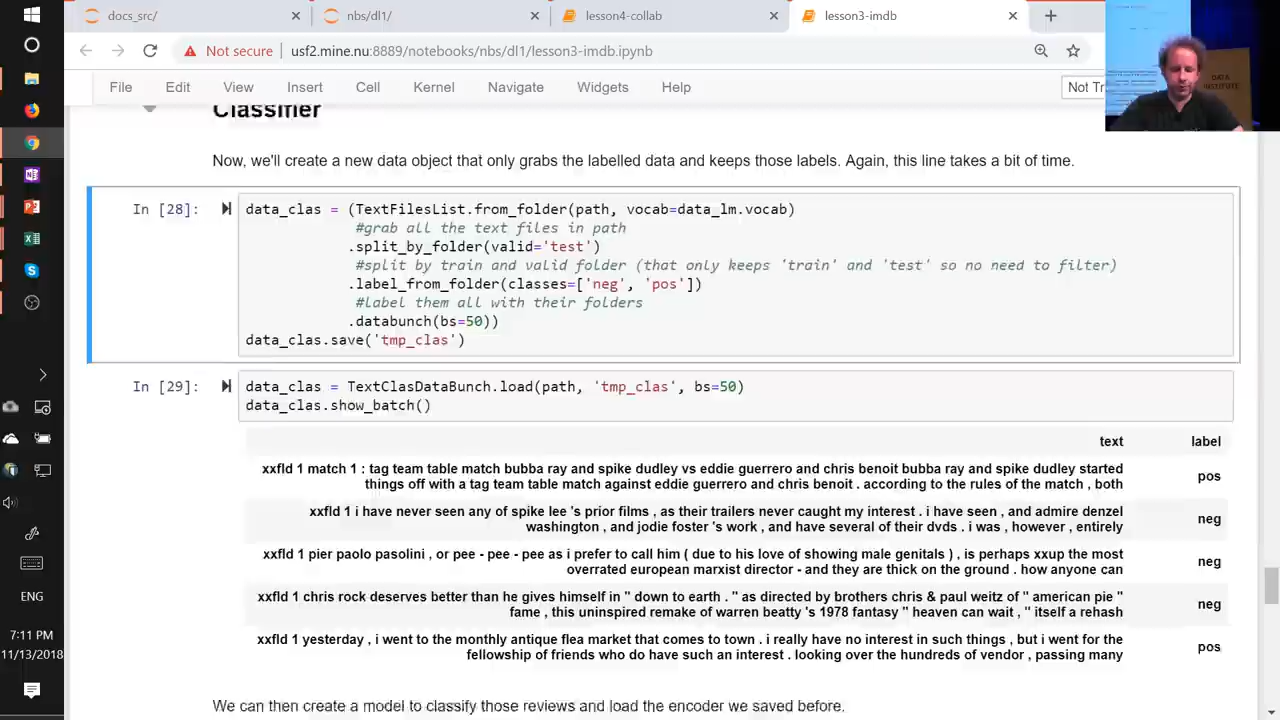 docs_src/
nbs/dl1/
lesson4-collab
lesson3-imdb
Not secure
usf2.mine.nu:8889/notebooks/nbs/dl1/lesson3-imdb.ipynb
File Edit View Insert Cell Kernel Navigate Widgets Help
Not Tr
DATA
INSTITUTE
Classifier
Now, we'll create a new data object that only grabs the labelled data and keeps those labels. Again, this line takes a bit of time.
In [28]:
data_clas = (TextFilesList.from_folder(path, vocab=data_lm.vocab)
#grab all the text files in path
.split_by_folder(valid='test')
#split by train and valid folder (that only keeps 'train' and 'test' so no need to filter)
.label_from_folder(classes=['neg', 'pos'])
#label them all with their folders
.databunch(bs=50))
data_clas.save('tmp_clas')
In [29]:
data_clas = TextClasDataBunch.load(path, 'tmp_clas', bs=50)
data_clas.show_batch()
text label
xxfld 1 match 1 : tag team table match bubba ray and spike dudley vs eddie guerrero and chris benoit bubba ray and spike dudley started
things off with a tag team table match against eddie guerrero and chris benoit . according to the rules of the match , both
pos
xxfld 1 i have never seen any of spike lee 's prior films , as their trailers never caught my interest . i have seen , and admire denzel
washington , and jodie foster 's work , and have several of their dvds . i was , however , entirely
neg
xxfld 1 pier paolo pasolini , or pee - pee - pee as i prefer to call him ( due to his love of showing male genitals ) , is perhaps xxup the most
overrated european marxist director - and they are thick on the ground . how anyone can
neg
xxfld 1 chris rock deserves better than he gives himself in " down to earth . " as directed by brothers chris & paul weitz of " american pie "
fame , this uninspired remake of warren beatty 's 1978 fantasy " heaven can wait , " itself a rehash
neg
xxfld 1 yesterday , i went to the monthly antique flea market that comes to town . i really have no interest in such things , but i went for the
fellowship of friends who do have such an interest . looking over the hundreds of vendor , passing many
pos
We can then create a model to classify those reviews and load the encoder we saved before.
ENG
7:11 PM
11/13/2018